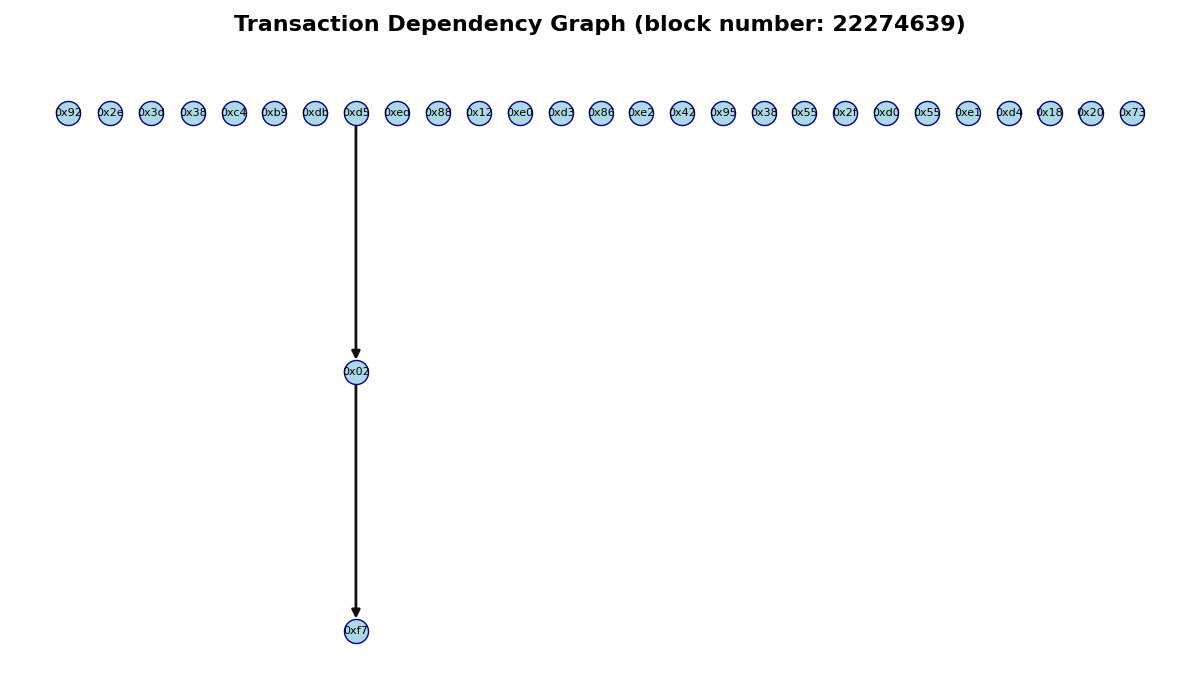 Transaction Dependency Graph (block number: 22274639)
0x92 0x2e 0x3d 0x38 0xc4 0xb9 0xdb 0xd5 0xed 0x88 0x12 0xe0 0xd3 0x86 0xe2 0x42 0x95 0x38 0x55 0x2f 0xd0 0x55 0xe1 0xd4 0x18 0x20 0x73
0x02
0xf7